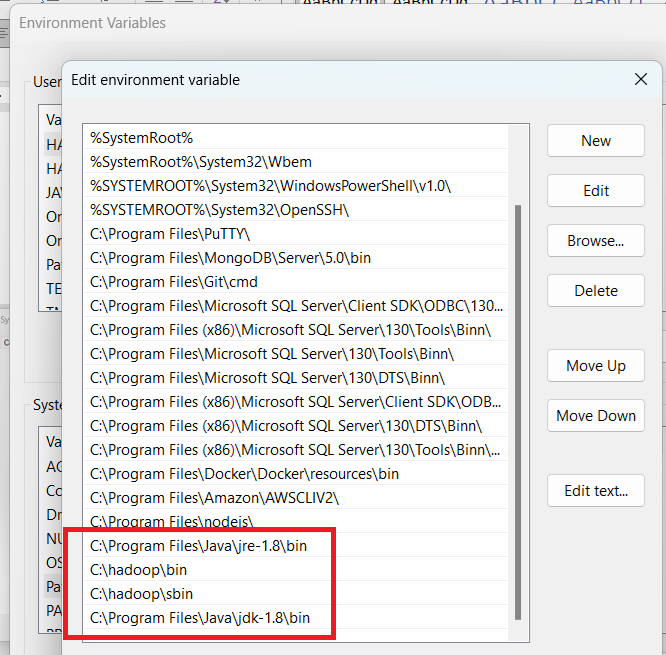 Environment Variables
User
Edit environment variable
Va
HA
HA
JA
On
On
Pa
TE
%SystemRoot%
%SystemRoot%\System32\Wbem
%SYSTEMROOT%\System32\WindowsPowerShell\v1.0\
%SYSTEMROOT%\System32\OpenSSH\
C:\Program Files\PuTTY\
C:\Program Files\MongoDB\Server\5.0\bin
C:\Program Files\Git\cmd
C:\Program Files\Microsoft SQL Server\Client SDK\ODBC\130...
C:\Program Files (x86)\Microsoft SQL Server\130\Tools\Binn\
C:\Program Files\Microsoft SQL Server\130\Tools\Binn\
C:\Program Files\Microsoft SQL Server\130\DTS\Binn\
C:\Program Files (x86)\Microsoft SQL Server\Client SDK\ODB...
C:\Program Files (x86)\Microsoft SQL Server\130\DTS\Binn\
C:\Program Files (x86)\Microsoft SQL Server\130\Tools\Binn\...
C:\Program Files\Docker\Docker\resources\bin
C:\Program Files\Amazon\AWSCLIV2\
C:\Program Files\nodejs\
C:\Program Files\Java\jre-1.8\bin
C:\hadoop\bin
C:\hadoop\sbin
C:\Program Files\Java\jdk-1.8\bin
New
Edit
Browse...
Delete
Move Up
Move Down
Edit text...
Syste
Va
AC
Co
Dr
NU
OS
Pa
PA